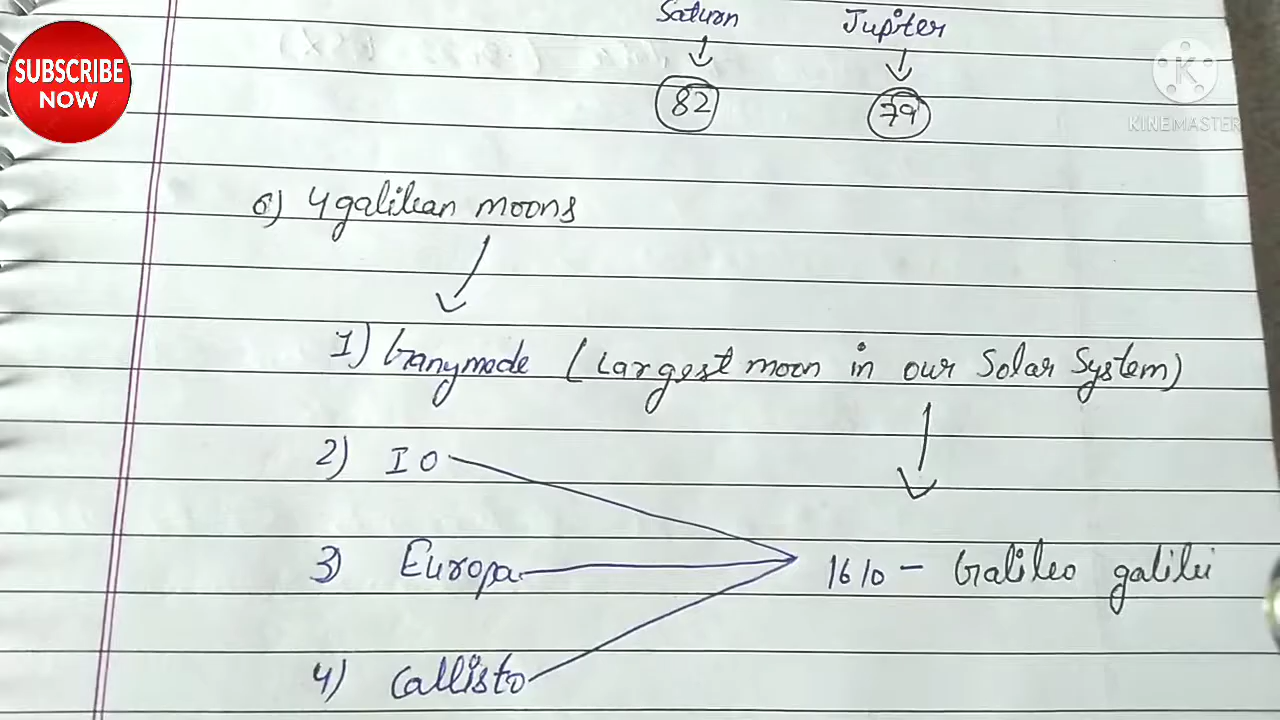 Saturn Jupiter
SUBSCRIBE
NOW
K
KINEMASTER
82 79
6) 4 galilean moons
1) Ganymede (Largest moon in our Solar System)
2) IO
3) Europa
1610 - Galileo galilei
4) Callisto